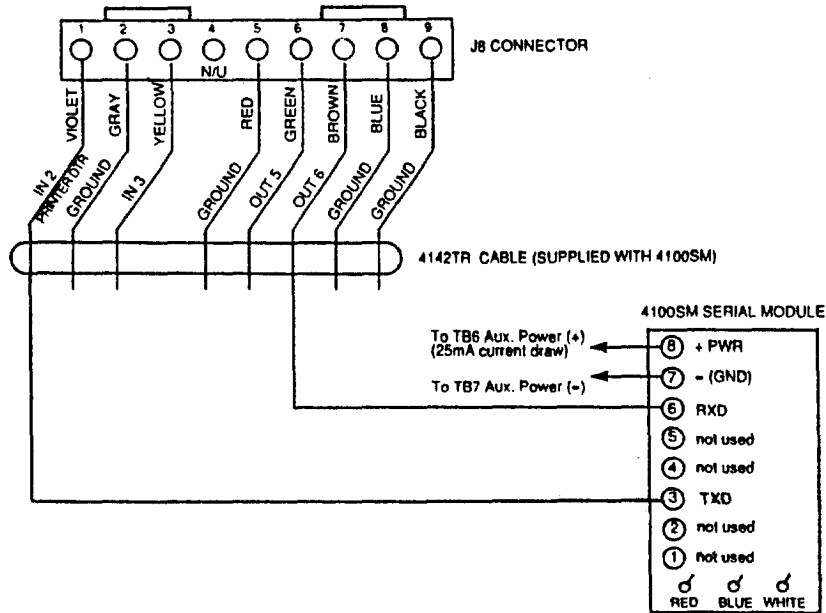 1 2 3 4 5 6 7 8 9
J8 CONNECTOR
N/U
VIOLET
GRAY
YELLOW
RED
GREEN
BROWN
BLUE
BLACK
IN 2
PRINTER DTR
GROUND
IN 3
GROUND
OUT 5
OUT 6
GROUND
GROUND
4142TR CABLE (SUPPLIED WITH 4100SM)
4100SM SERIAL MODULE
To TB6 Aux. Power (+)
(25mA current draw)
To TB7 Aux. Power (-)
8 + PWR
7 - (GND)
6 RXD
5 not used
4 not used
3 TXD
2 not used
1 not used
RED BLUE WHITE